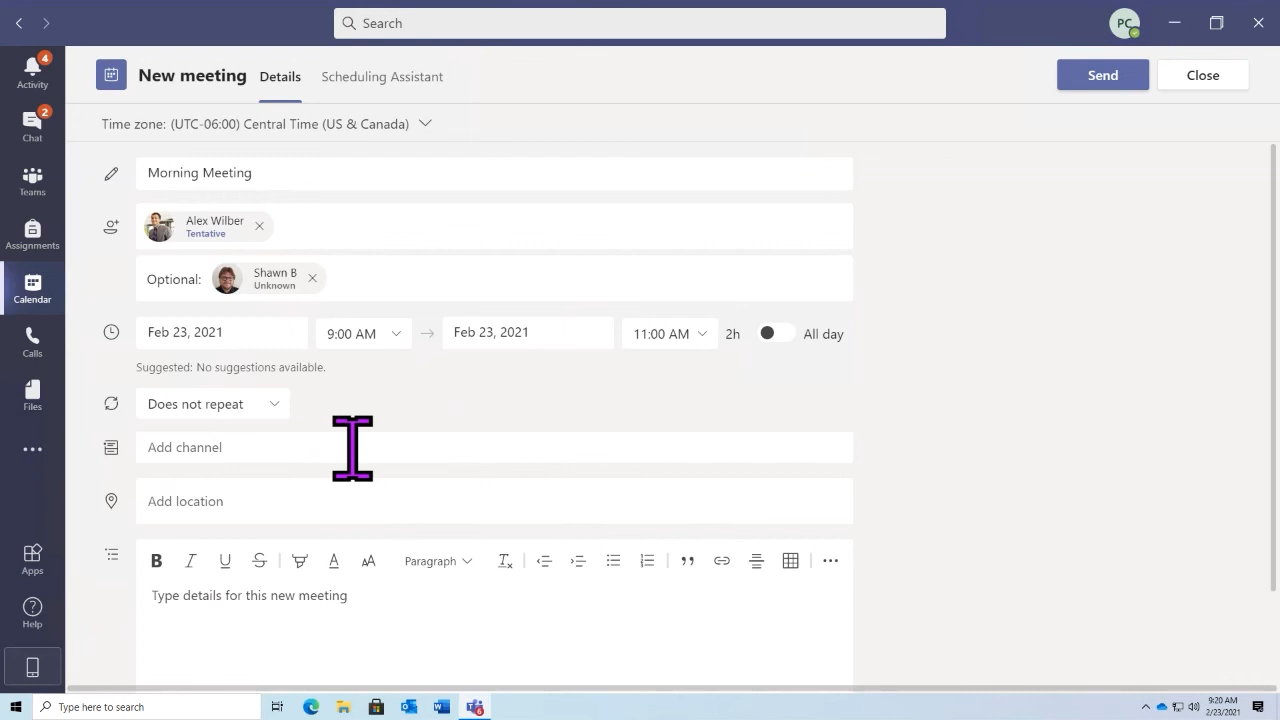 Search
PC
New meeting Details Scheduling Assistant
Send Close
4
Activity
2
Chat
Teams
Assignments
Calendar
Calls
Files
Apps
Help
Time zone: (UTC-06:00) Central Time (US & Canada)
Morning Meeting
Alex Wilber
Tentative
Optional: Shawn B
Unknown
Feb 23, 2021 9:00 AM Feb 23, 2021 11:00 AM 2h All day
Suggested: No suggestions available.
Does not repeat
Add channel
Add location
B I U S A AA Paragraph Tx
Type details for this new meeting
Type here to search
6
9:20 AM
2/23/2021